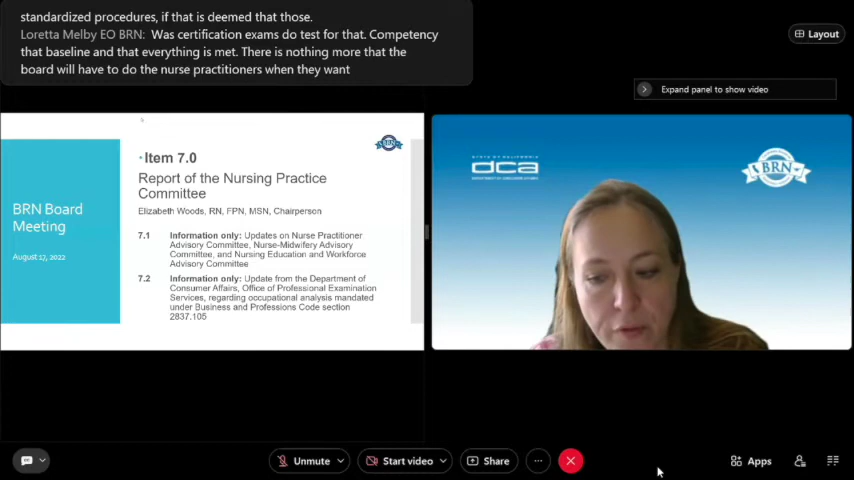 standardized procedures, if that is deemed that those.
Loretta Melby EO BRN: Was certification exams do test for that. Competency
that baseline and that everything is met. There is nothing more that the
board will have to do the nurse practitioners when they want
Layout
Expand panel to show video
BRN Board
Meeting
August 17, 2022
BRN
•Item 7.0
Report of the Nursing Practice
Committee
Elizabeth Woods, RN, FPN, MSN, Chairperson
7.1 Information only: Updates on Nurse Practitioner
Advisory Committee, Nurse-Midwifery Advisory
Committee, and Nursing Education and Workforce
Advisory Committee
7.2 Information only: Update from the Department of
Consumer Affairs, Office of Professional Examination
Services, regarding occupational analysis mandated
under Business and Professions Code section
2837.105
STATE OF CALIFORNIA
dca
DEPARTMENT OF CONSUMER AFFAIRS
BRN
Unmute
Start video
Share
Apps